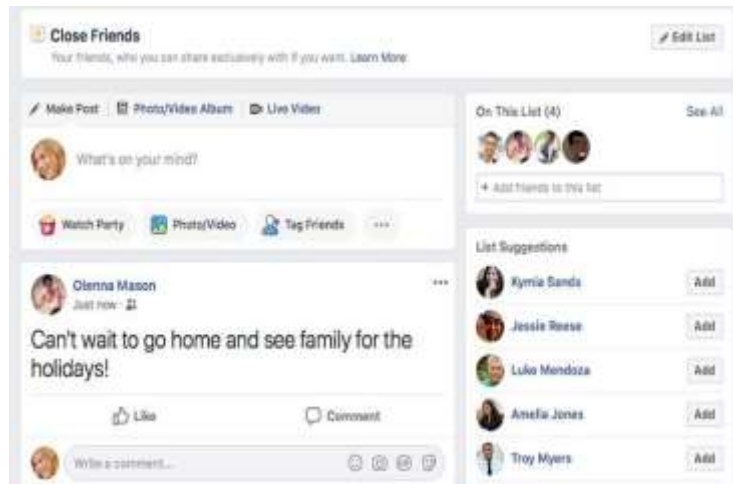 Close Friends
Your friends, who you can share exclusively with if you want. Learn More
Edit List
Make Post
Photo/Video Album
Live Video
What's on your mind?
Watch Party
Photo/Video
Tag Friends
Olenna Mason
Just now
Can't wait to go home and see family for the
holidays!
Like
Comment
Write a comment...
On This List (4)
See All
+ Add friends to this list
List Suggestions
Kymia Sanda
Add
Jessie Reese
Add
Luke Mendoza
Add
Amelia Jones
Add
Troy Myers
Add